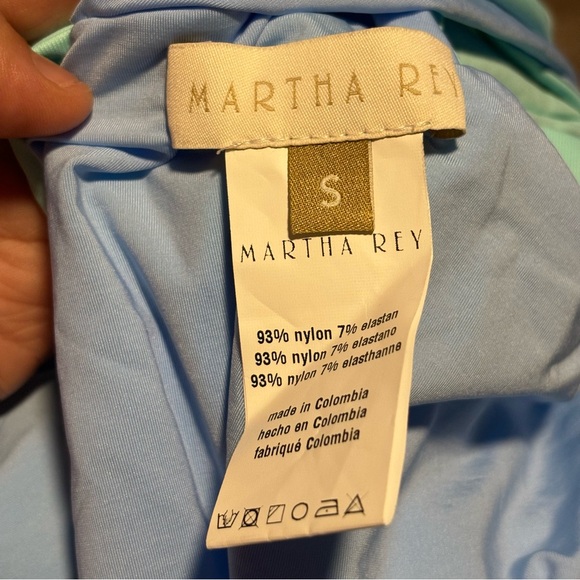 MARTHA REY
S
MARTHA REY
93% nylon 7% elastan
93% nylon 7% elastano
93% nylon 7% elasthanne
made in Colombia
hecho en Colombia
fabriqué Colombia